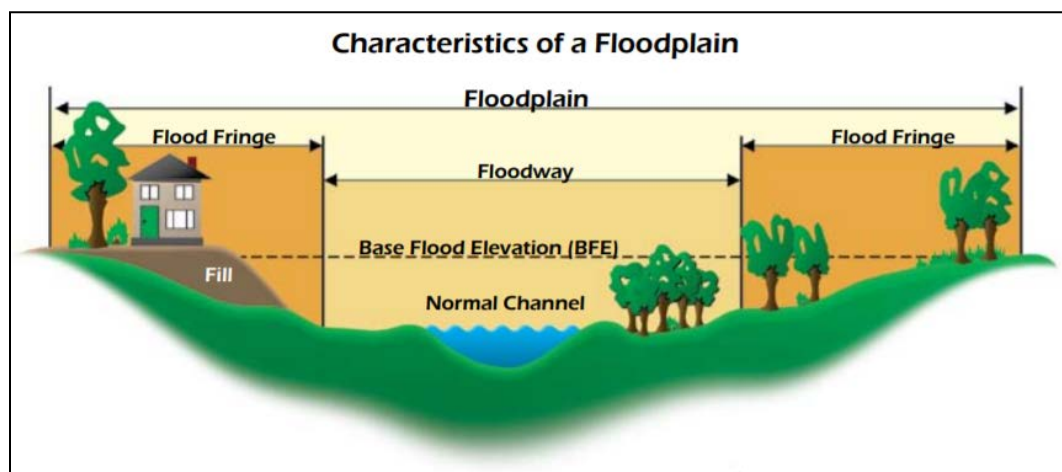 Characteristics of a Floodplain
Floodplain
Flood Fringe
Flood Fringe
Floodway
Base Flood Elevation (BFE)
Fill
Normal Channel